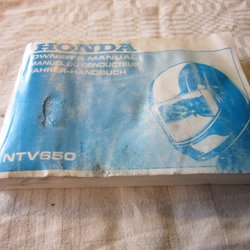 HONDA
OWNER'S MANUAL
MANUEL DU CONDUCTEUR
FAHRER-HANDBUCH
NTV650